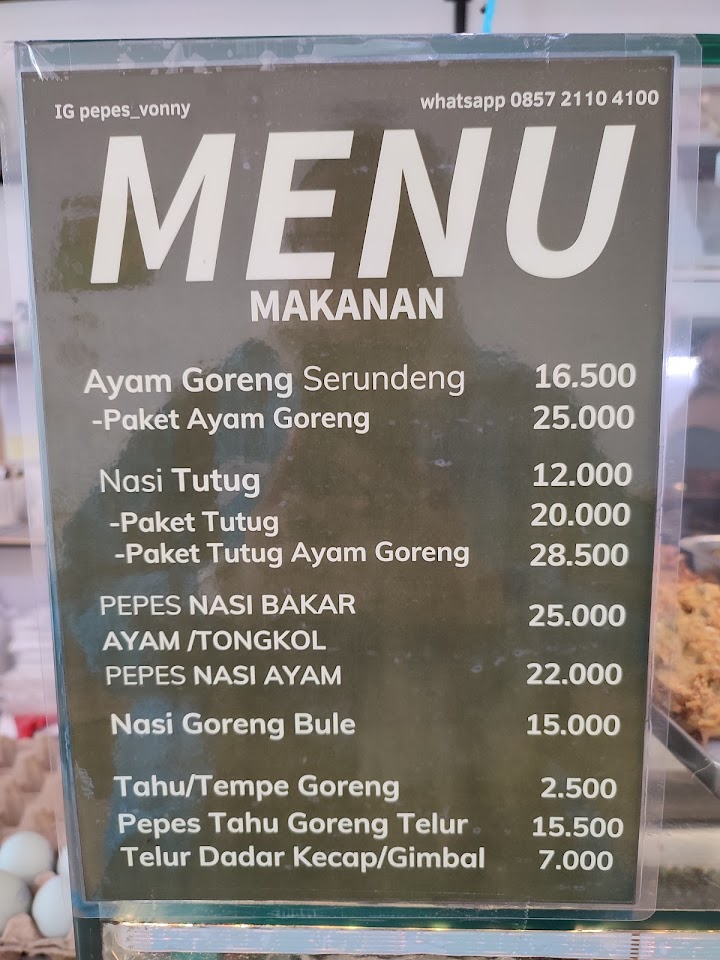 IG pepes_vonny whatsapp 0857 2110 4100
MENU
MAKANAN
Ayam Goreng Serundeng 16.500
-Paket Ayam Goreng 25.000
Nasi Tutug 12.000
-Paket Tutug 20.000
-Paket Tutug Ayam Goreng 28.500
PEPES NASI BAKAR 25.000
AYAM /TONGKOL
PEPES NASI AYAM 22.000
Nasi Goreng Bule 15.000
Tahu/Tempe Goreng 2.500
Pepes Tahu Goreng Telur 15.500
Telur Dadar Kecap/Gimbal 7.000